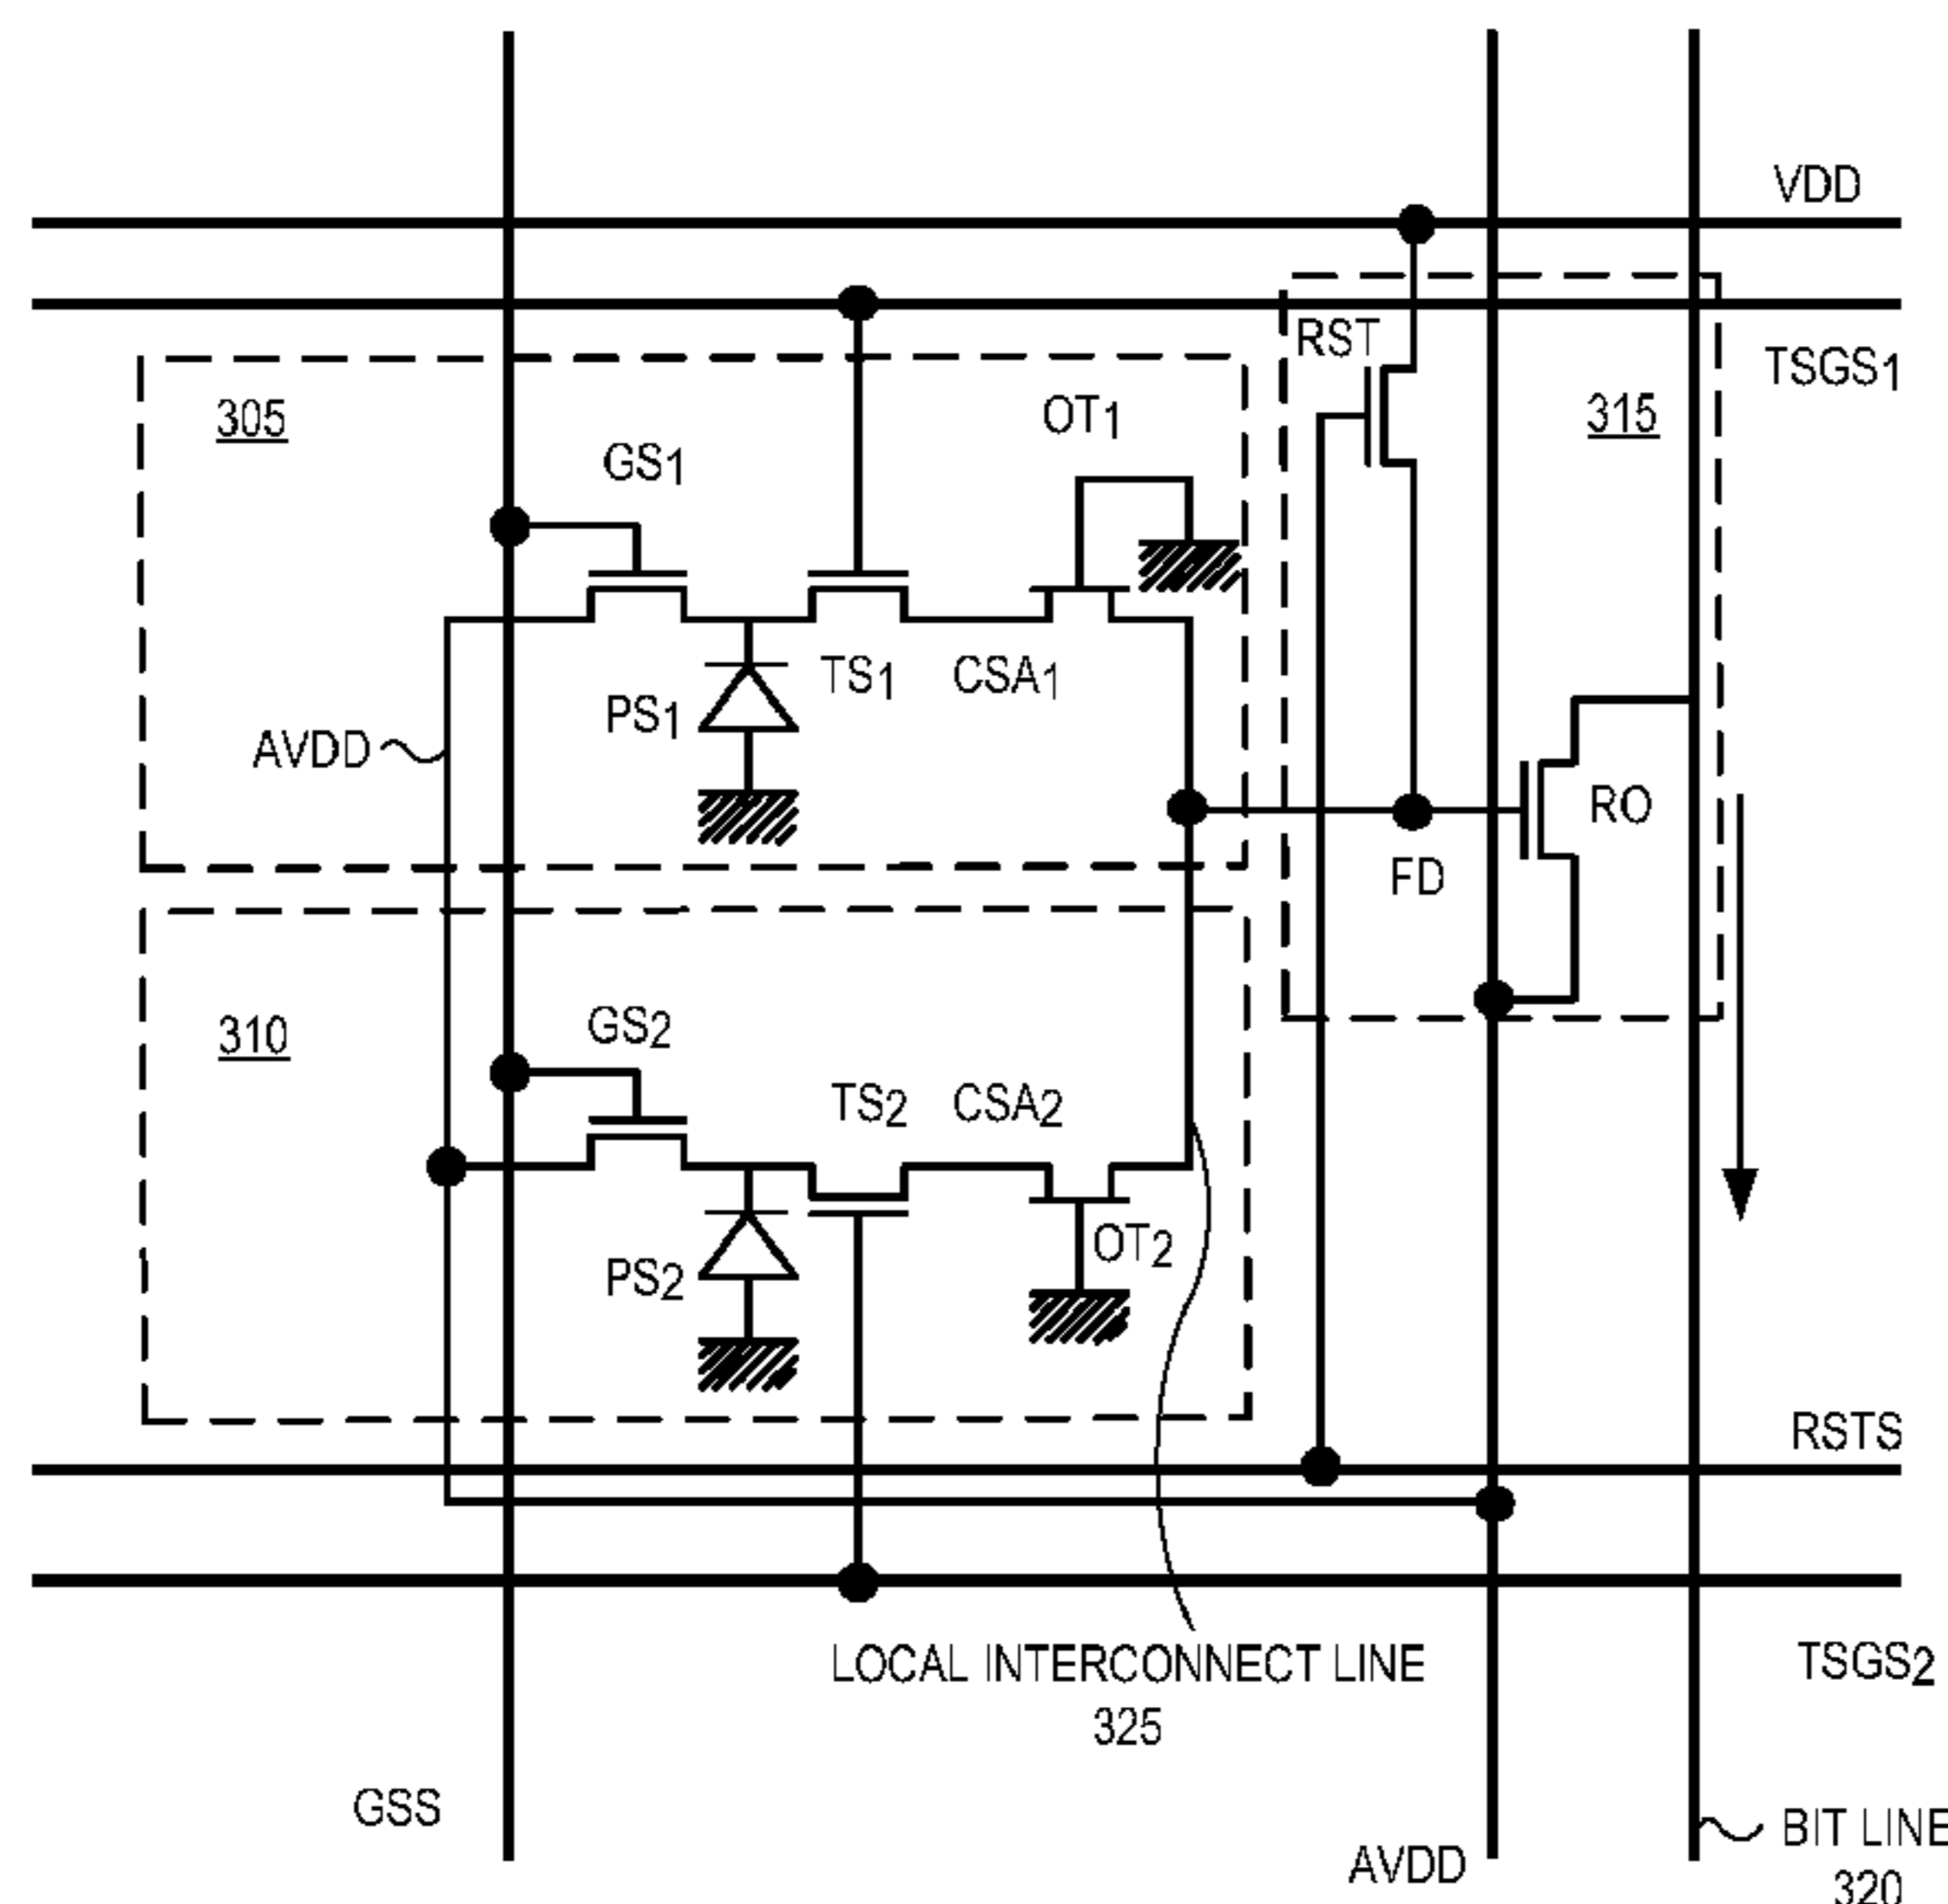 VDD
TSGS1
RST
315
305
OT1
GS1
TS1
CSA1
PS1
AVDD
RO
FD
GS2
310
TS2
CSA2
OT2
PS2
RSTS
LOCAL INTERCONNECT LINE
325
TSGS2
GSS
BIT LINE
320
AVDD